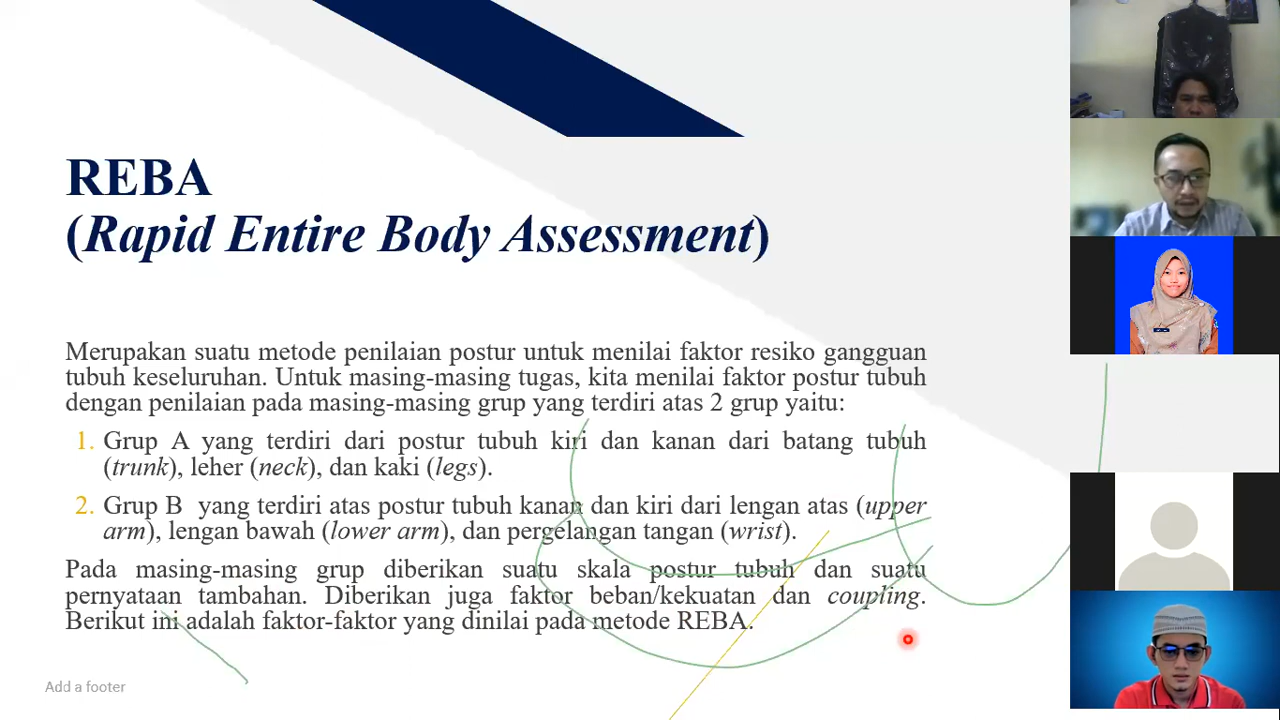 REBA
(Rapid Entire Body Assessment)
Merupakan suatu metode penilaian postur untuk menilai faktor resiko gangguan
tubuh keseluruhan. Untuk masing-masing tugas, kita menilai faktor postur tubuh
dengan penilaian pada masing-masing grup yang terdiri atas 2 grup yaitu:
1. Grup A yang terdiri dari postur tubuh kiri dan kanan dari batang tubuh
(trunk), leher (neck), dan kaki (legs).
2. Grup B yang terdiri atas postur tubuh kanan dan kiri dari lengan atas (upper
arm), lengan bawah (lower arm), dan pergelangan tangan (wrist).
Pada masing-masing grup diberikan suatu skala postur tubuh dan suatu
pernyataan tambahan. Diberikan juga faktor beban/kekuatan dan coupling.
Berikut ini adalah faktor-faktor yang dinilai pada metode REBA.
Add a footer